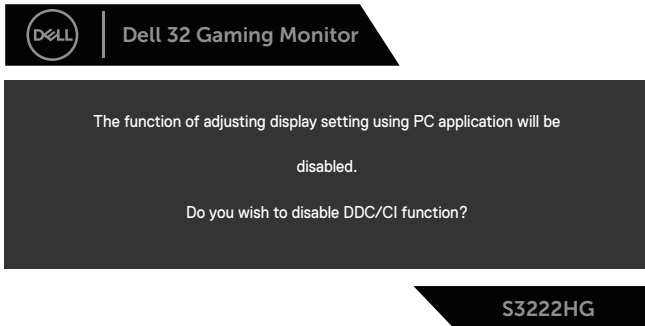 DELL
Dell 32 Gaming Monitor
The function of adjusting display setting using PC application will be
disabled.
Do you wish to disable DDC/CI function?
S3222HG